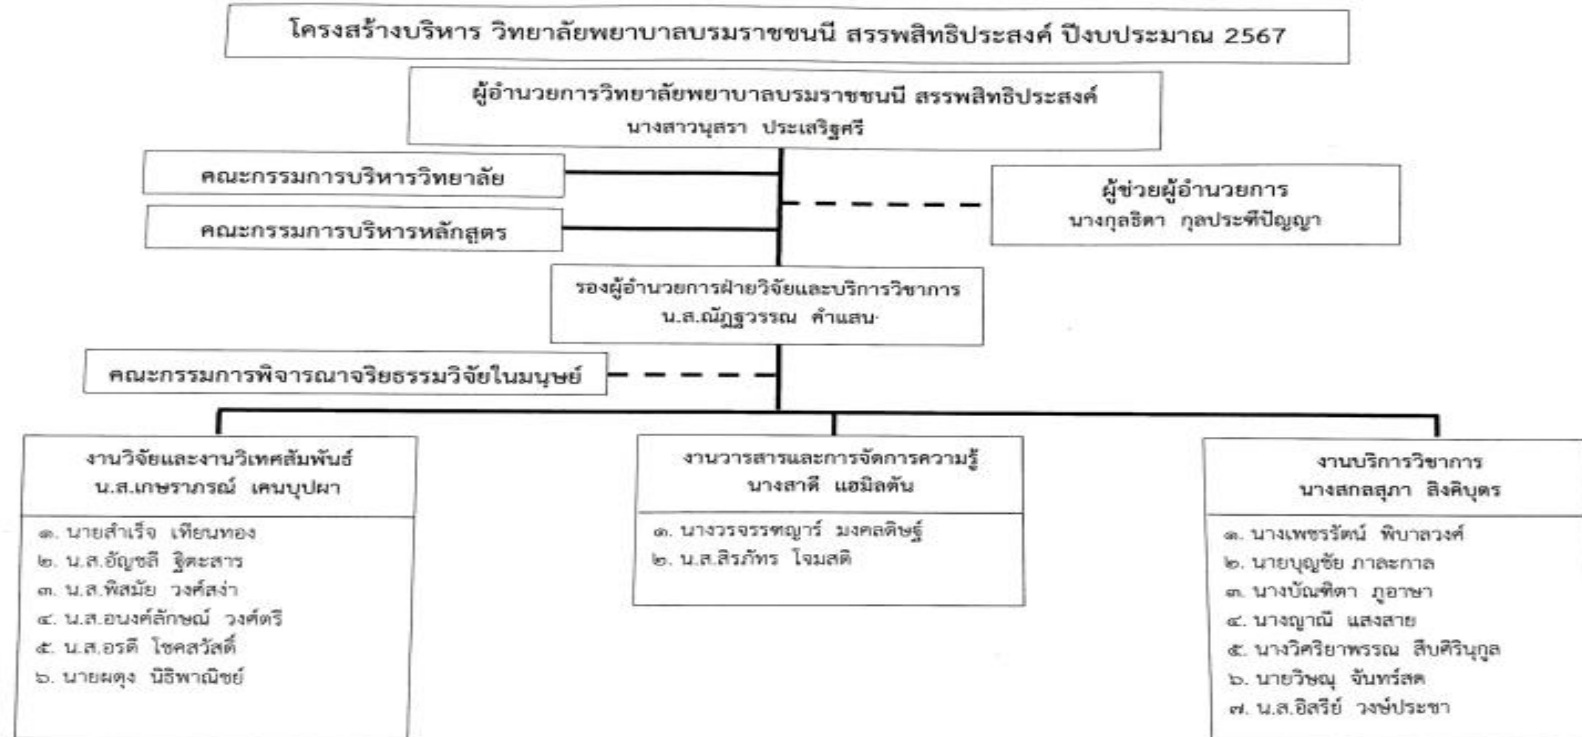 โครงสร้างบริหาร วิทยาลัยพยาบาลบรมราชชนนี สรรพสิทธิประสงค์ ปีงบประมาณ 2567
ผู้อำนวยการวิทยาลัยพยาบาลบรมราชชนนี สรรพสิทธิประสงค์
นางสาวนุสรา ประเสริฐศรี
คณะกรรมการบริหารวิทยาลัย
ผู้ช่วยผู้อำนวยการ
นางกุลธิดา กุลประฑีปัญญา
คณะกรรมการบริหารหลักสูตร
รองผู้อำนวยการฝ่ายวิจัยและบริการวิชาการ
น.ส.ณัฏฐวรรณ คำแสน
คณะกรรมการพิจารณาจริยธรรมวิจัยในมนุษย์
งานวิจัยและงานวิเทศสัมพันธ์
น.ส.เกษราภรณ์ เคนบุปผา
๑. นายสำเร็จ เทียนทอง
๒. น.ส.อัญชลี ฐิตะสาร
๓. น.ส.พิสมัย วงศ์สง่า
๔. น.ส.อนงค์ลักษณ์ วงศ์ตรี
๕. น.ส.อรดี โชคสวัสดิ์
๖. นายผดุง นิธิพาณิชย์
งานวารสารและการจัดการความรู้
นางสาดี แฮมิลตัน
๑. นางวรจรรฑญาร์ มงคลดิษฐ์
๒. น.ส.สิรภัทร โจมสติ
งานบริการวิชาการ
นางสกลสุภา สิงคิบุตร
๑. นางเพชรรัตน์ พิบาลวงศ์
๒. นายบุญชัย ภาละกาล
๓. นางบัณฑิตา ภูอาษา
๔. นางญาณี แสงสาย
๕. นางวิศริยาพรรณ สืบศิรินุกูล
๖. นายวิษณุ จันทร์สด
๗. น.ส.อิสรีย์ วงษ์ประชา